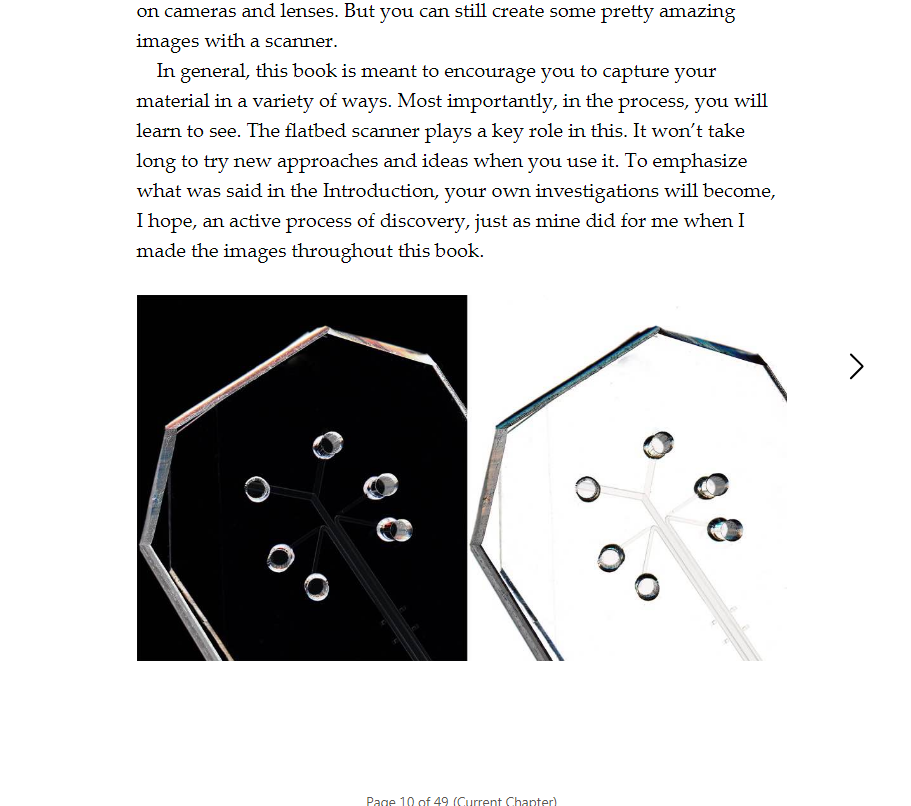 on cameras and lenses. But you can still create some pretty amazing
images with a scanner.
In general, this book is meant to encourage you to capture your
material in a variety of ways. Most importantly, in the process, you will
learn to see. The flatbed scanner plays a key role in this. It won’t take
long to try new approaches and ideas when you use it. To emphasize
what was said in the Introduction, your own investigations will become,
I hope, an active process of discovery, just as mine did for me when I
made the images throughout this book.
Page 10 of 49 (Current Chapter)